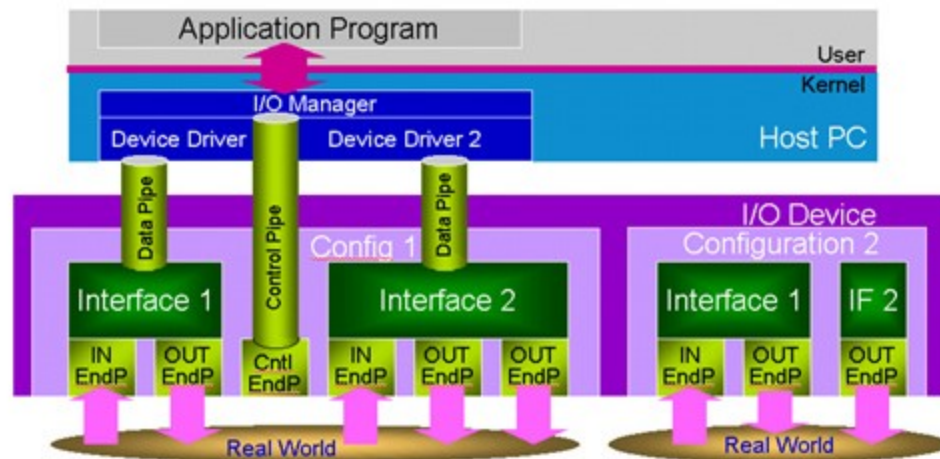 Application Program
User
Kernel
I/O Manager
Device Driver
Device Driver 2
Host PC
Data Pipe
Control Pipe
Data Pipe
I/O Device
Config 1
Configuration 2
Interface 1
Interface 2
Interface 1
IF 2
IN
EndP
OUT
EndP
Cntl
EndP
IN
EndP
OUT
EndP
OUT
EndP
IN
EndP
OUT
EndP
OUT
EndP
Real World
Real World